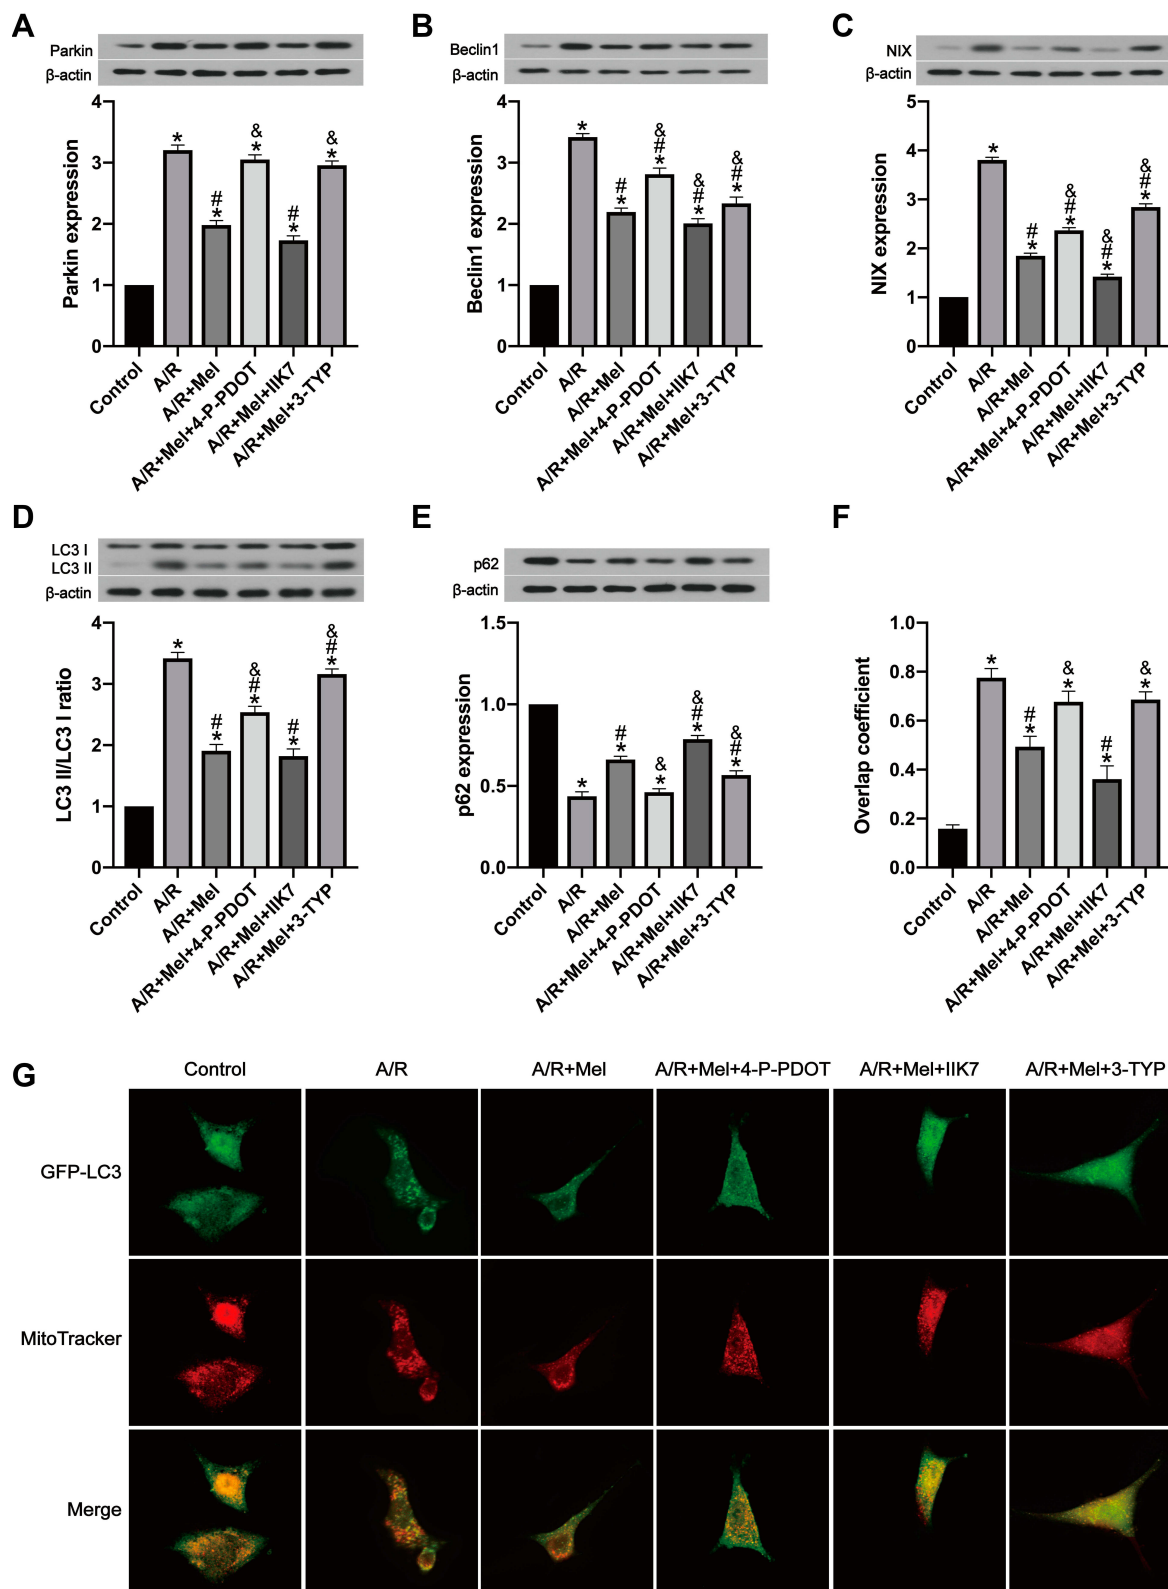 A
Parkin
β-actin
Parkin expression
4
3
2
1
0
*
#
*
&
*
#
*
&
*
Control
A/R
A/R+Mel
A/R+Mel+4-P-PDOT
A/R+Mel+IIK7
A/R+Mel+3-TYP
B
Beclin1
β-actin
Beclin1 expression
4
3
2
1
0
*
#
*
&
#
*
&
#
*
&
#
*
Control
A/R
A/R+Mel
A/R+Mel+4-P-PDOT
A/R+Mel+IIK7
A/R+Mel+3-TYP
C
NIX
β-actin
NIX expression
5
4
3
2
1
0
*
#
*
&
#
*
&
#
*
&
#
*
Control
A/R
A/R+Mel
A/R+Mel+4-P-PDOT
A/R+Mel+IIK7
A/R+Mel+3-TYP
D
LC3 I
LC3 II
β-actin
LC3 II/LC3 I ratio
4
3
2
1
0
*
#
*
&
#
*
#
*
&
#
*
Control
A/R
A/R+Mel
A/R+Mel+4-P-PDOT
A/R+Mel+IIK7
A/R+Mel+3-TYP
E
p62
β-actin
p62 expression
1.5
1.0
0.5
0.0
*
#
*
&
*
&
#
*
&
#
*
Control
A/R
A/R+Mel
A/R+Mel+4-P-PDOT
A/R+Mel+IIK7
A/R+Mel+3-TYP
F
Overlap coefficient
1.0
0.8
0.6
0.4
0.2
0.0
*
#
*
&
*
#
*
&
*
Control
A/R
A/R+Mel
A/R+Mel+4-P-PDOT
A/R+Mel+IIK7
A/R+Mel+3-TYP
G
Control
A/R
A/R+Mel
A/R+Mel+4-P-PDOT
A/R+Mel+IIK7
A/R+Mel+3-TYP
GFP-LC3
MitoTracker
Merge